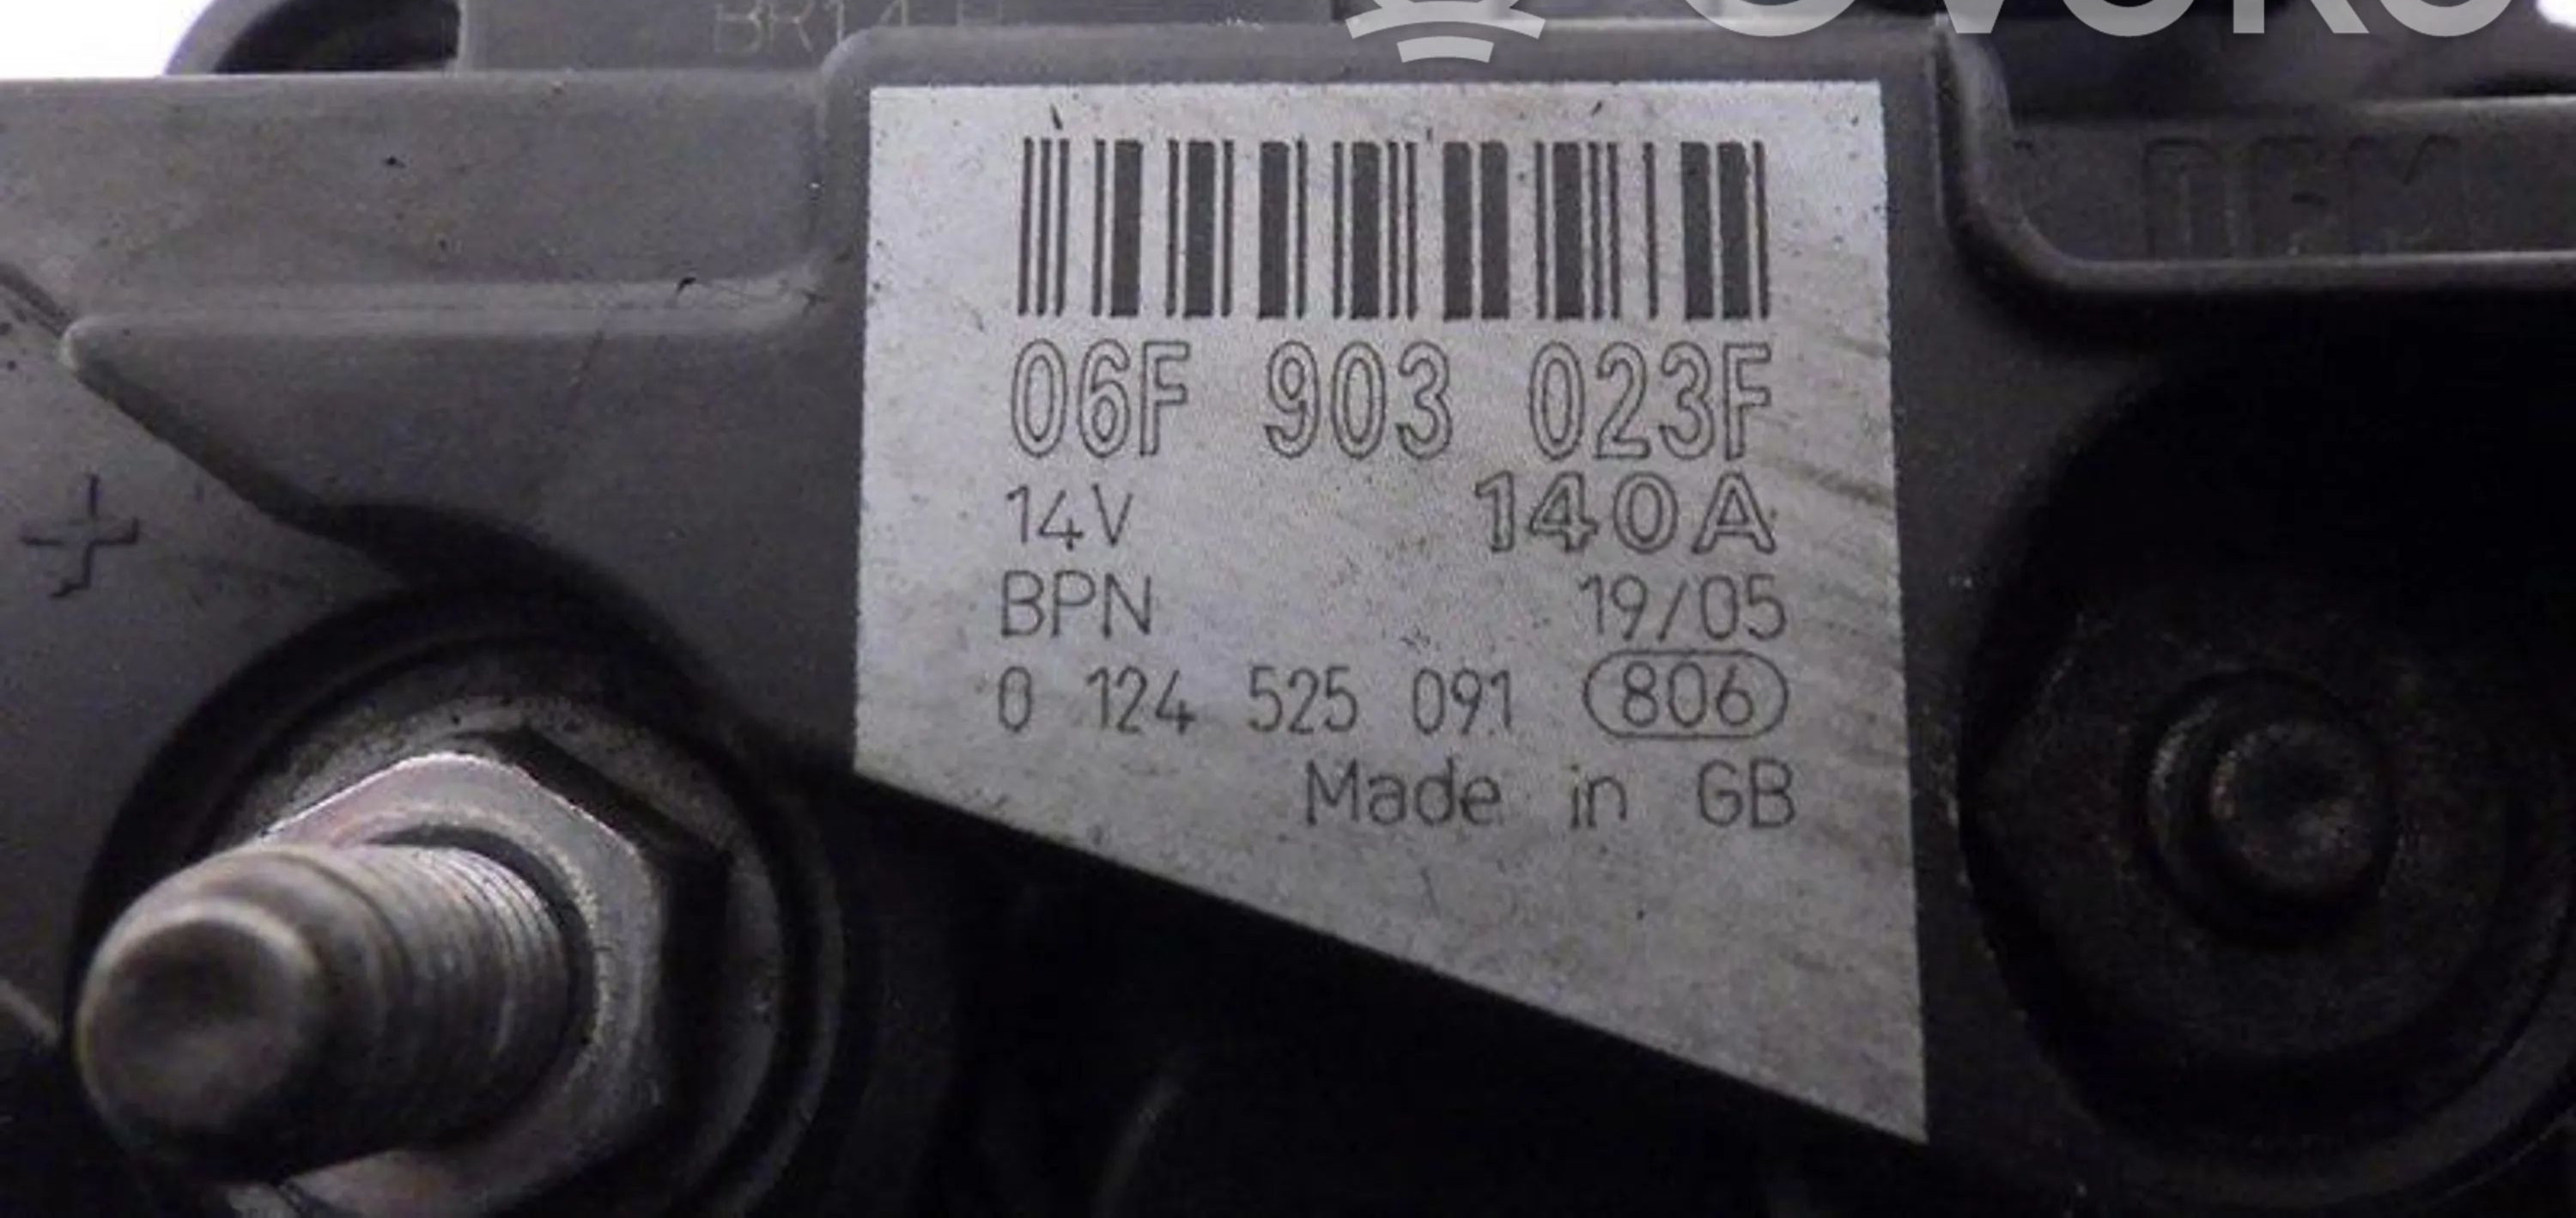 06F 903 023F
14V 140A
BPN 19/05
0 124 525 091 806
Made in GB
+